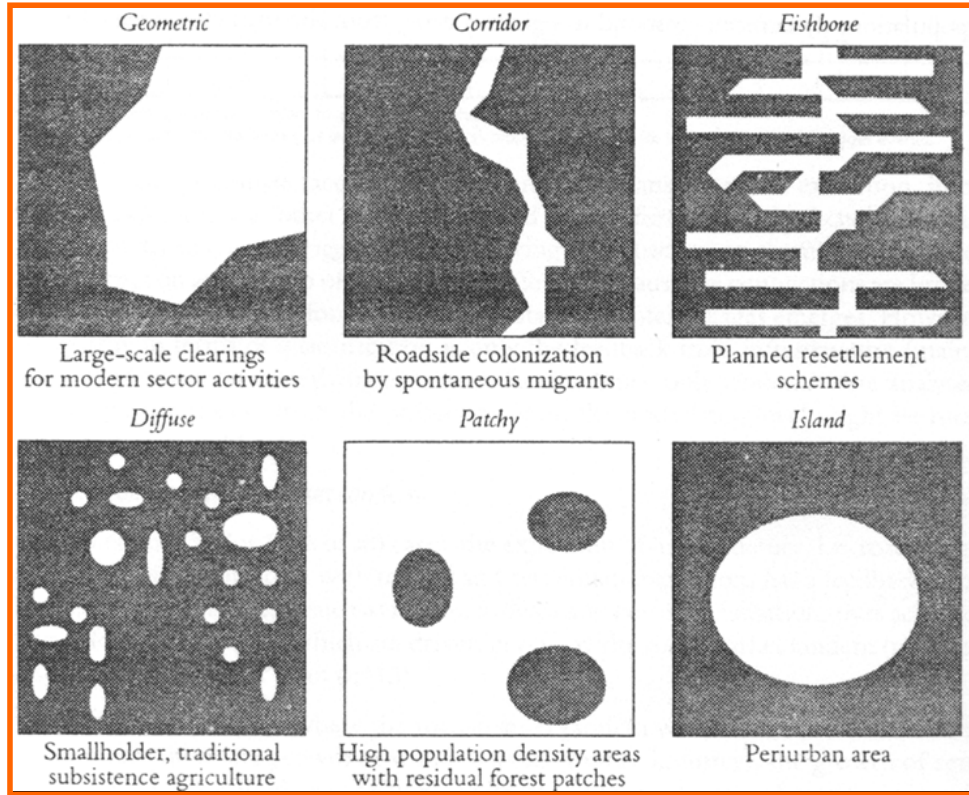 Geometric
Corridor
Fishbone
Large-scale clearings
for modern sector activities
Roadside colonization
by spontaneous migrants
Planned resettlement
schemes
Diffuse
Patchy
Island
Smallholder, traditional
subsistence agriculture
High population density areas
with residual forest patches
Periurban area